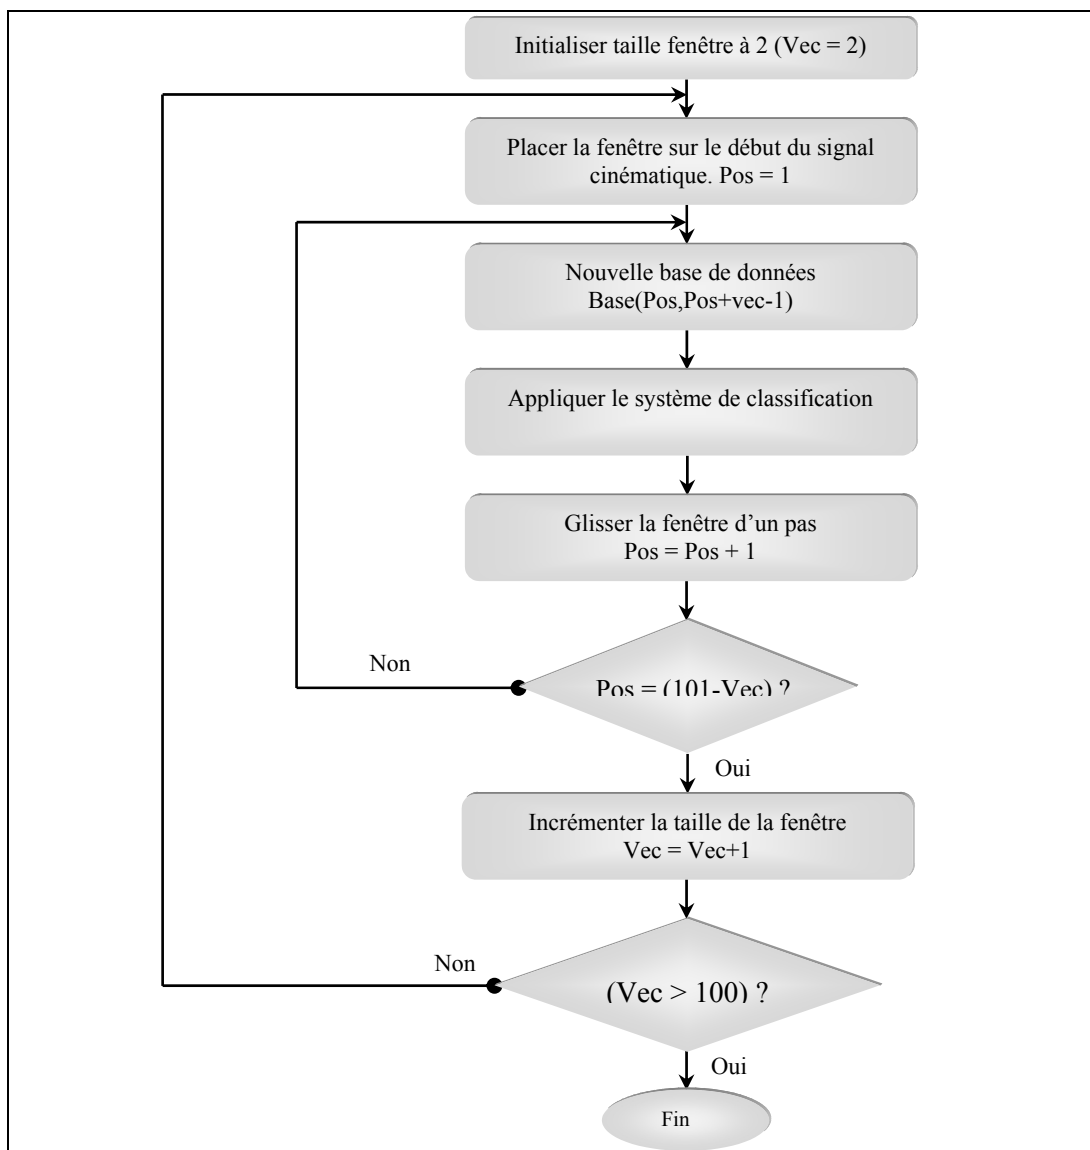 Initialiser taille fenêtre à 2 (Vec = 2)
Placer la fenêtre sur le début du signal
cinématique. Pos = 1
Nouvelle base de données
Base(Pos,Pos+vec-1)
Appliquer le système de classification
Glisser la fenêtre d’un pas
Pos = Pos + 1
Non
Pos = (101-Vec) ?
Oui
Incrémenter la taille de la fenêtre
Vec = Vec+1
Non
(Vec > 100) ?
Oui
Fin